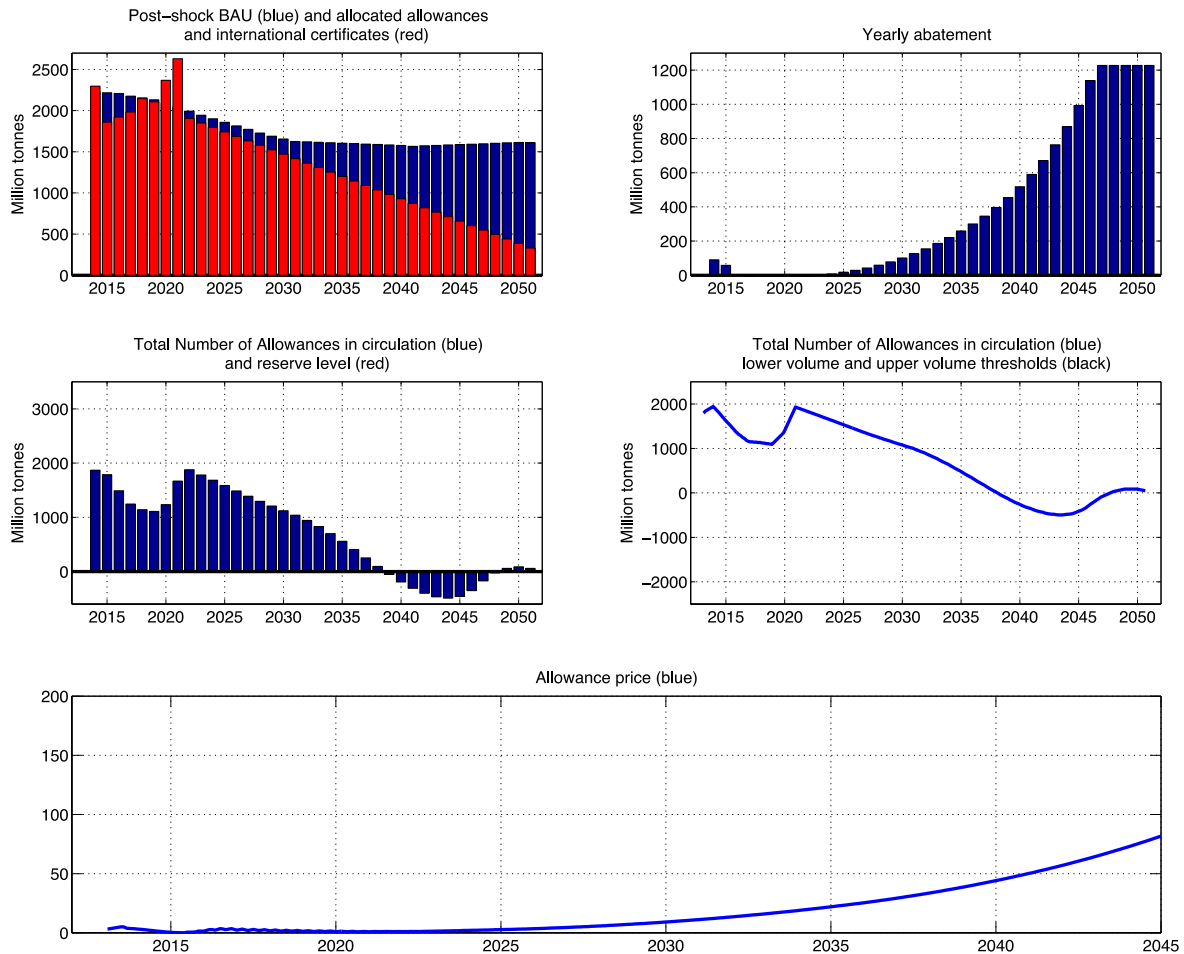 Post−shock BAU (blue) and allocated allowances
and international certificates (red)
Million tonnes
2500
2000
1500
1000
500
0
2015 2020 2025 2030 2035 2040 2045 2050
Yearly abatement
Million tonnes
1200
1000
800
600
400
200
0
2015 2020 2025 2030 2035 2040 2045 2050
Total Number of Allowances in circulation (blue)
and reserve level (red)
Million tonnes
3000
2000
1000
0
2015 2020 2025 2030 2035 2040 2045 2050
Total Number of Allowances in circulation (blue)
lower volume and upper volume thresholds (black)
Million tonnes
2000
1000
0
−1000
−2000
2015 2020 2025 2030 2035 2040 2045 2050
Allowance price (blue)
200
150
100
50
0
2015 2020 2025 2030 2035 2040 2045